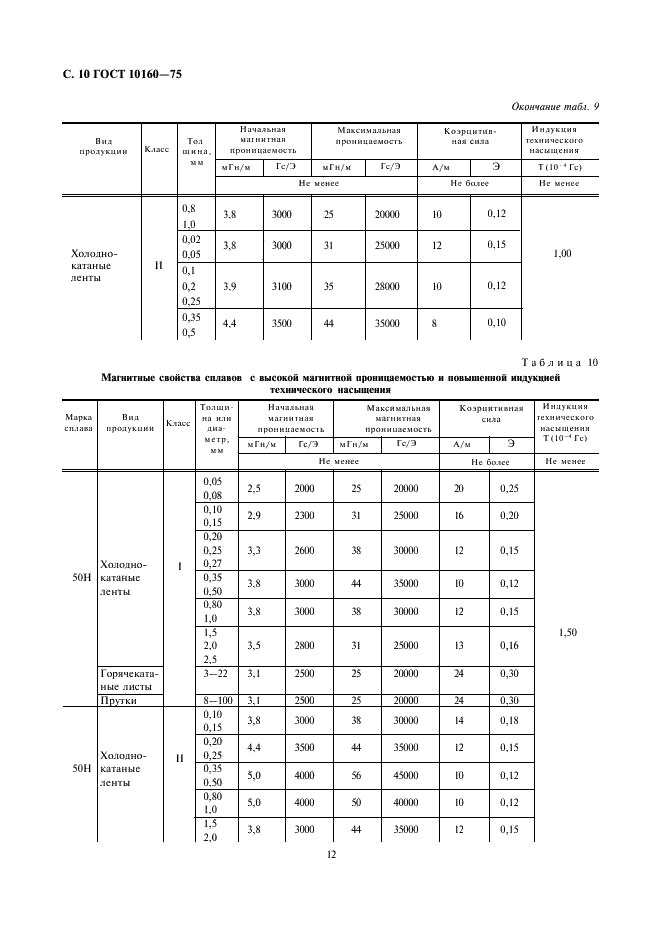 С. 10 ГОСТ 10160—75
Окончание табл. 9
Вид продукции | Класс | Тол щина, мм | Начальная магнитная проницаемость | Максимальная проницаемость | Коэрцитив- ная сила | Индукция технического насыщения
мГн/м | Гс/Э | мГн/м | Гс/Э | А/м | Э | Т (10⁻⁴ Гс)
Не менее | Не более | Не менее
Холодно- катаные ленты | II | 1,00
0,8 1,0 | 3,8 | 3000 | 25 | 20000 | 10 | 0,12
0,02 0,05 | 3,8 | 3000 | 31 | 25000 | 12 | 0,15
0,1 0,2 0,25 | 3,9 | 3100 | 35 | 28000 | 10 | 0,12
0,35 0,5 | 4,4 | 3500 | 44 | 35000 | 8 | 0,10
Таблица 10
Магнитные свойства сплавов с высокой магнитной проницаемостью и повышенной индукцией
технического насыщения
Марка сплава | Вид продукции | Класс | Толщи- на или диа- метр, мм | Начальная магнитная проницаемость | Максимальная магнитная проницаемость | Коэрцитивная сила | Индукция технического насыщения Т (10⁻⁴ Гс)
мГн/м | Гс/Э | мГн/м | Гс/Э | А/м | Э
Не менее | Не более | Не менее
50Н | Холодно- катаные ленты | I | 1,50
0,05 0,08 | 2,5 | 2000 | 25 | 20000 | 20 | 0,25
0,10 0,15 | 2,9 | 2300 | 31 | 25000 | 16 | 0,20
0,20 0,25 0,27 | 3,3 | 2600 | 38 | 30000 | 12 | 0,15
0,35 0,50 | 3,8 | 3000 | 44 | 35000 | 10 | 0,12
0,80 1,0 | 3,8 | 3000 | 38 | 30000 | 12 | 0,15
1,5 2,0 2,5 | 3,5 | 2800 | 31 | 25000 | 13 | 0,16
Горячеката- ные листы | 3—22 | 3,1 | 2500 | 25 | 20000 | 24 | 0,30
Прутки | 8—100 | 3,1 | 2500 | 25 | 20000 | 24 | 0,30
50Н | Холодно- катаные ленты | II
0,10 0,15 | 3,8 | 3000 | 38 | 30000 | 14 | 0,18
0,20 0,25 | 4,4 | 3500 | 44 | 35000 | 12 | 0,15
0,35 0,50 | 5,0 | 4000 | 56 | 45000 | 10 | 0,12
0,80 1,0 | 5,0 | 4000 | 50 | 40000 | 10 | 0,12
1,5 2,0 | 3,8 | 3000 | 44 | 35000 | 12 | 0,15
12